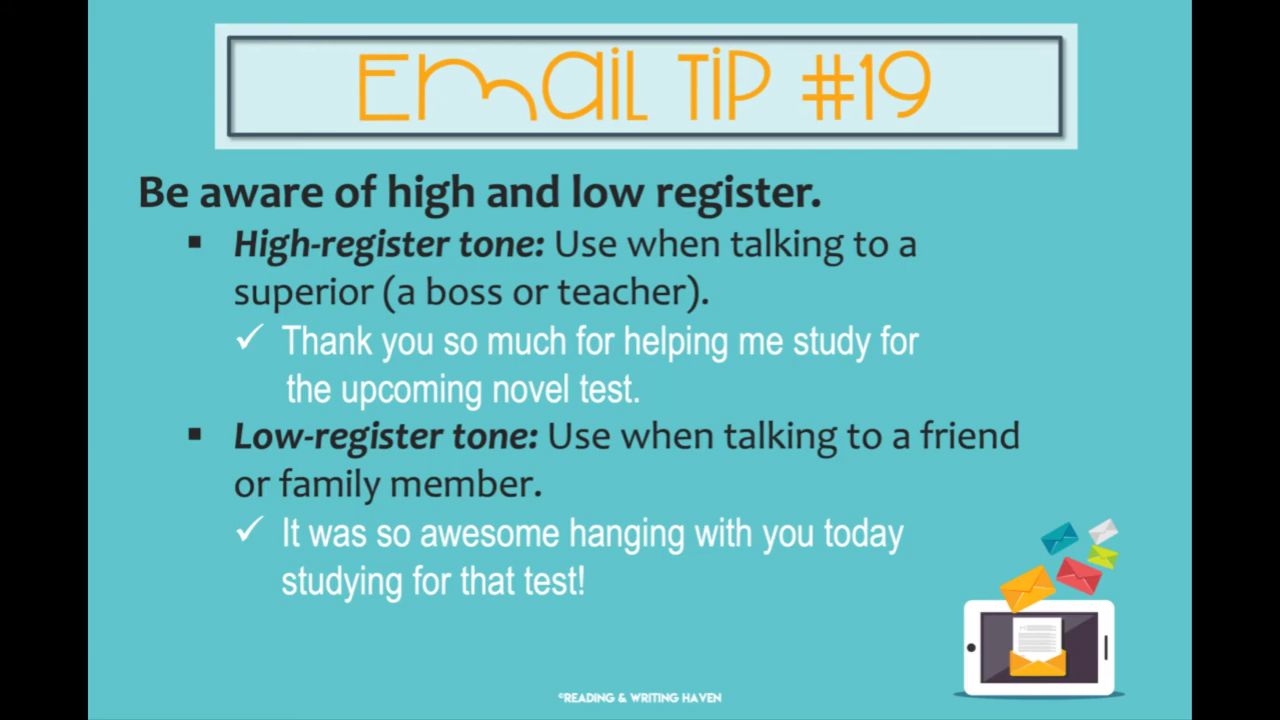 EMAIL TIP #19
Be aware of high and low register.
▪ High-register tone: Use when talking to a
superior (a boss or teacher).
✓ Thank you so much for helping me study for
the upcoming novel test.
▪ Low-register tone: Use when talking to a friend
or family member.
✓ It was so awesome hanging with you today
studying for that test!
©READING & WRITING HAVEN